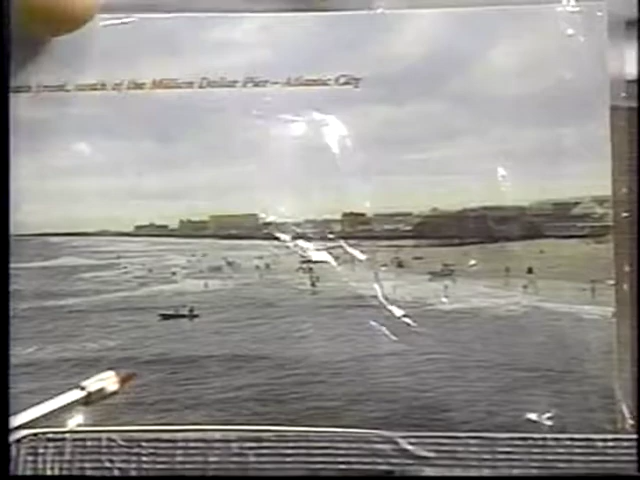 front, south of the Million Dollar Pier - Atlantic City